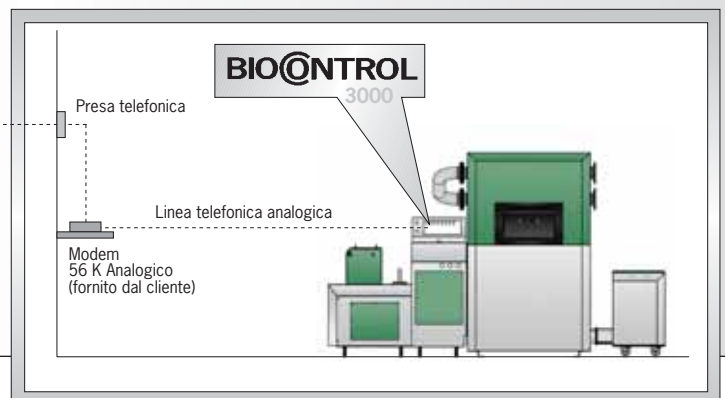 BIOCONTROL
3000
Presa telefonica
Linea telefonica analogica
Modem
56 K Analogico
(fornito dal cliente)